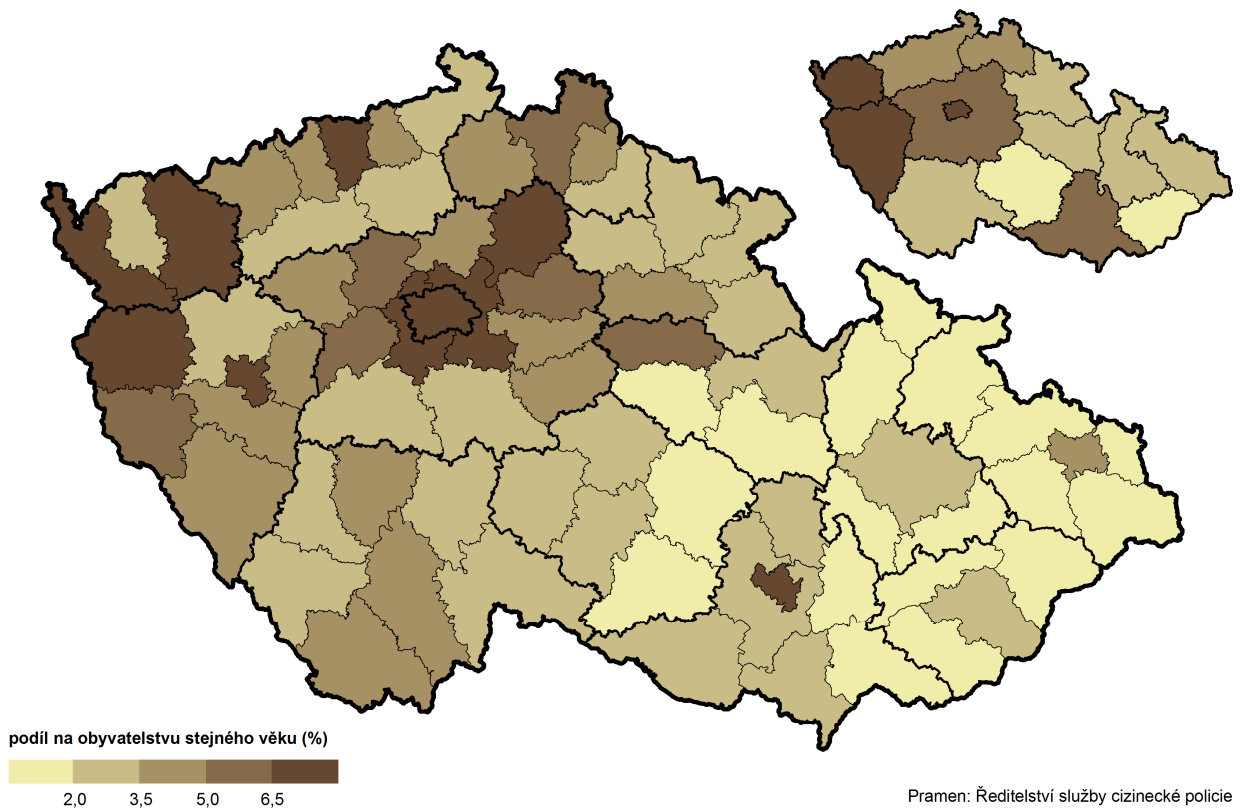 podíl na obyvatelstvu stejného věku (%)
2,0 3,5 5,0 6,5
Pramen: Ředitelství služby cizinecké policie